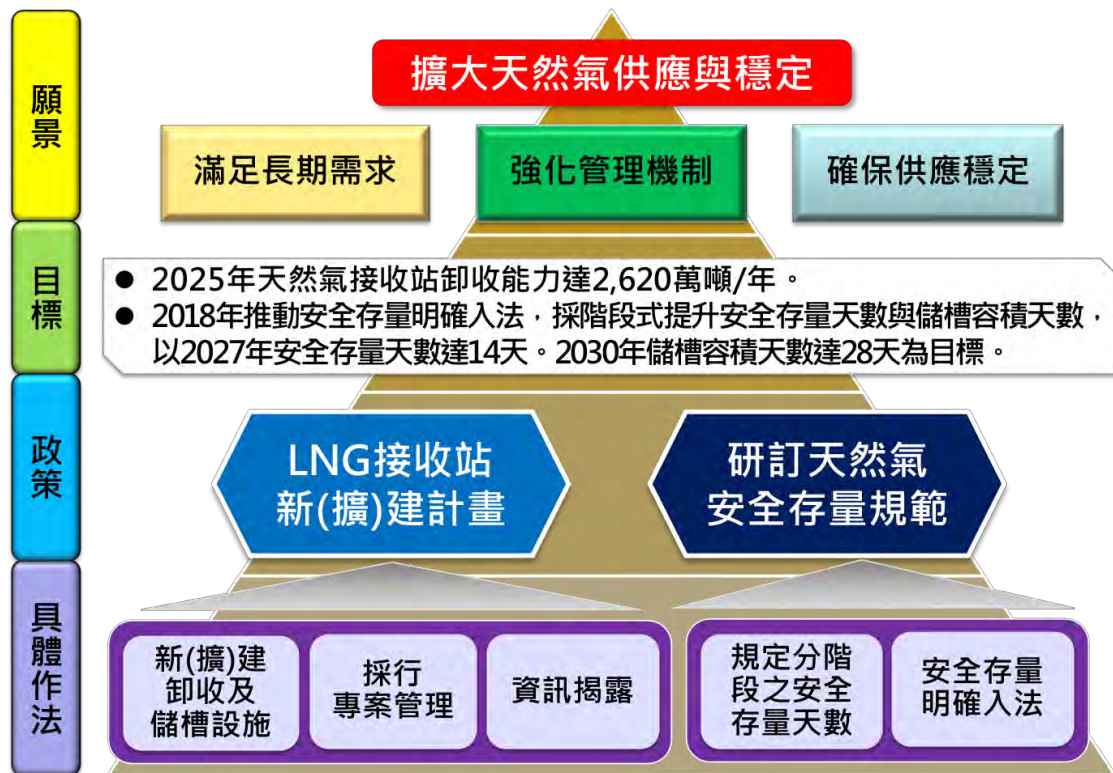 願景
擴大天然氣供應與穩定
滿足長期需求
強化管理機制
確保供應穩定
目標
● 2025年天然氣接收站卸收能力達2,620萬噸/年。
● 2018年推動安全存量明確入法，採階段式提升安全存量天數與儲槽容積天數，
以2027年安全存量天數達14天。2030年儲槽容積天數達28天為目標。
政策
LNG接收站
新(擴)建計畫
研訂天然氣
安全存量規範
具體作法
新(擴)建
卸收及
儲槽設施
採行
專案管理
資訊揭露
規定分階
段之安全
存量天數
安全存量
明確入法